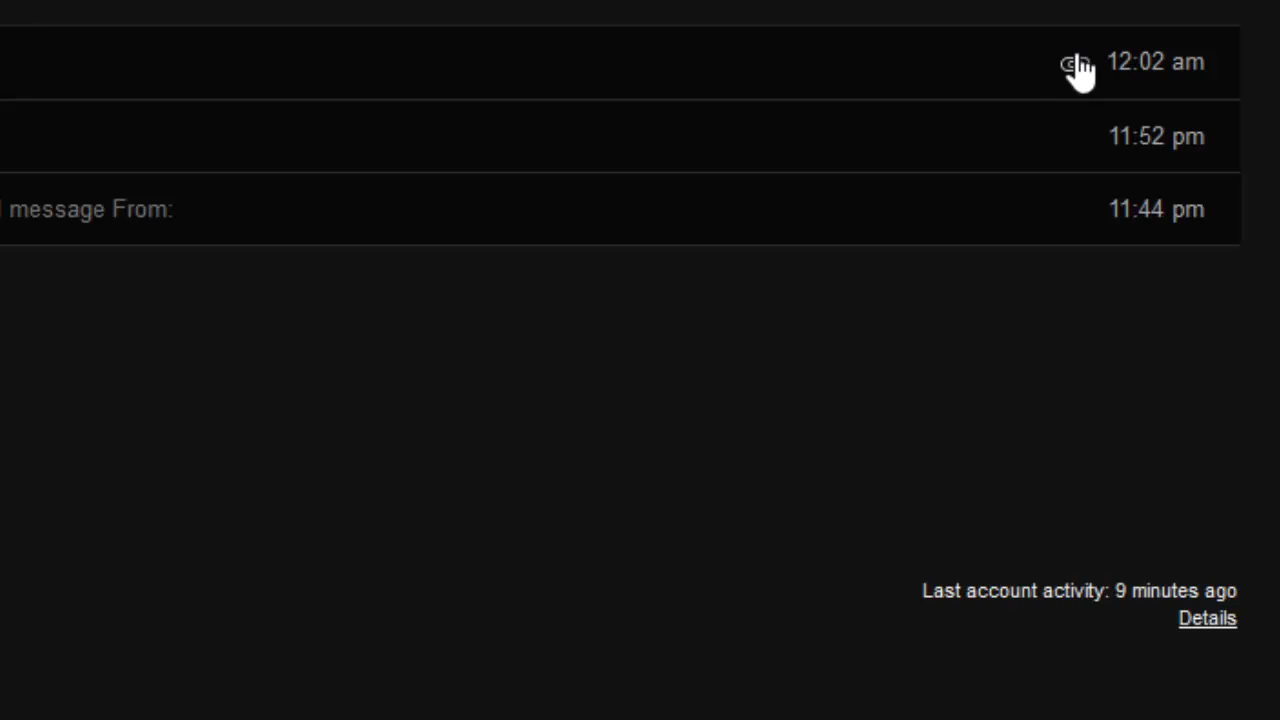 12:02 am
11:52 pm
message From: 11:44 pm
Last account activity: 9 minutes ago
Details